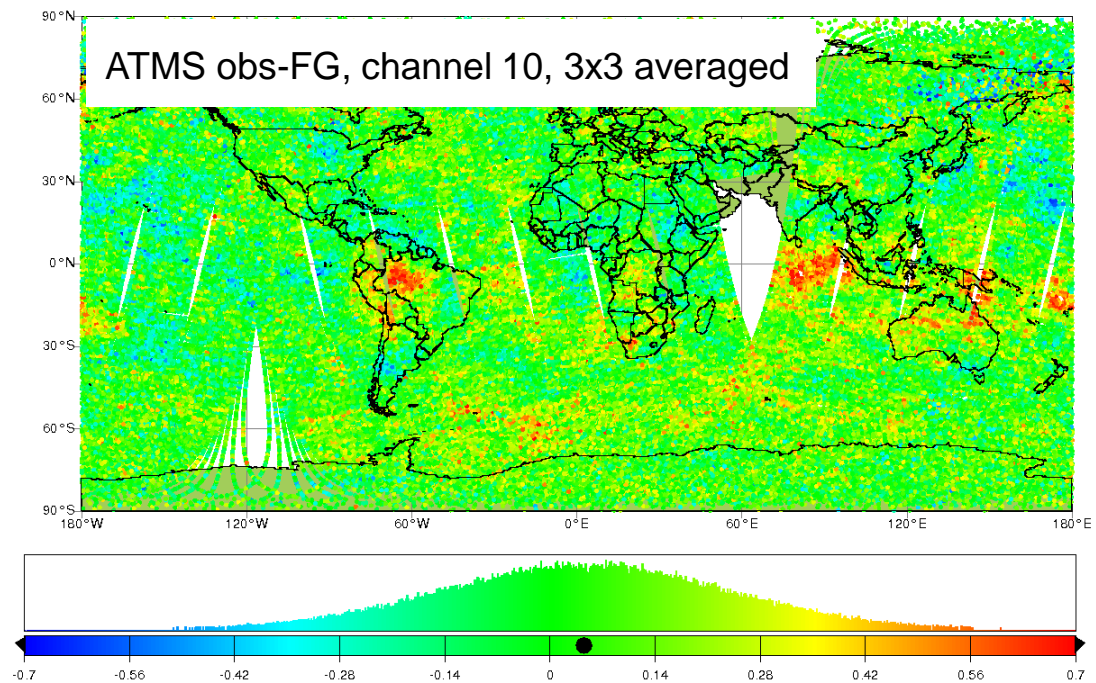 90°N
ATMS obs-FG, channel 10, 3x3 averaged
60°N
30°N
0°N
30°S
60°S
90°S
180°W 120°W 60°W 0°E 60°E 120°E 180°E
-0.7 -0.56 -0.42 -0.28 -0.14 0 0.14 0.28 0.42 0.56 0.7